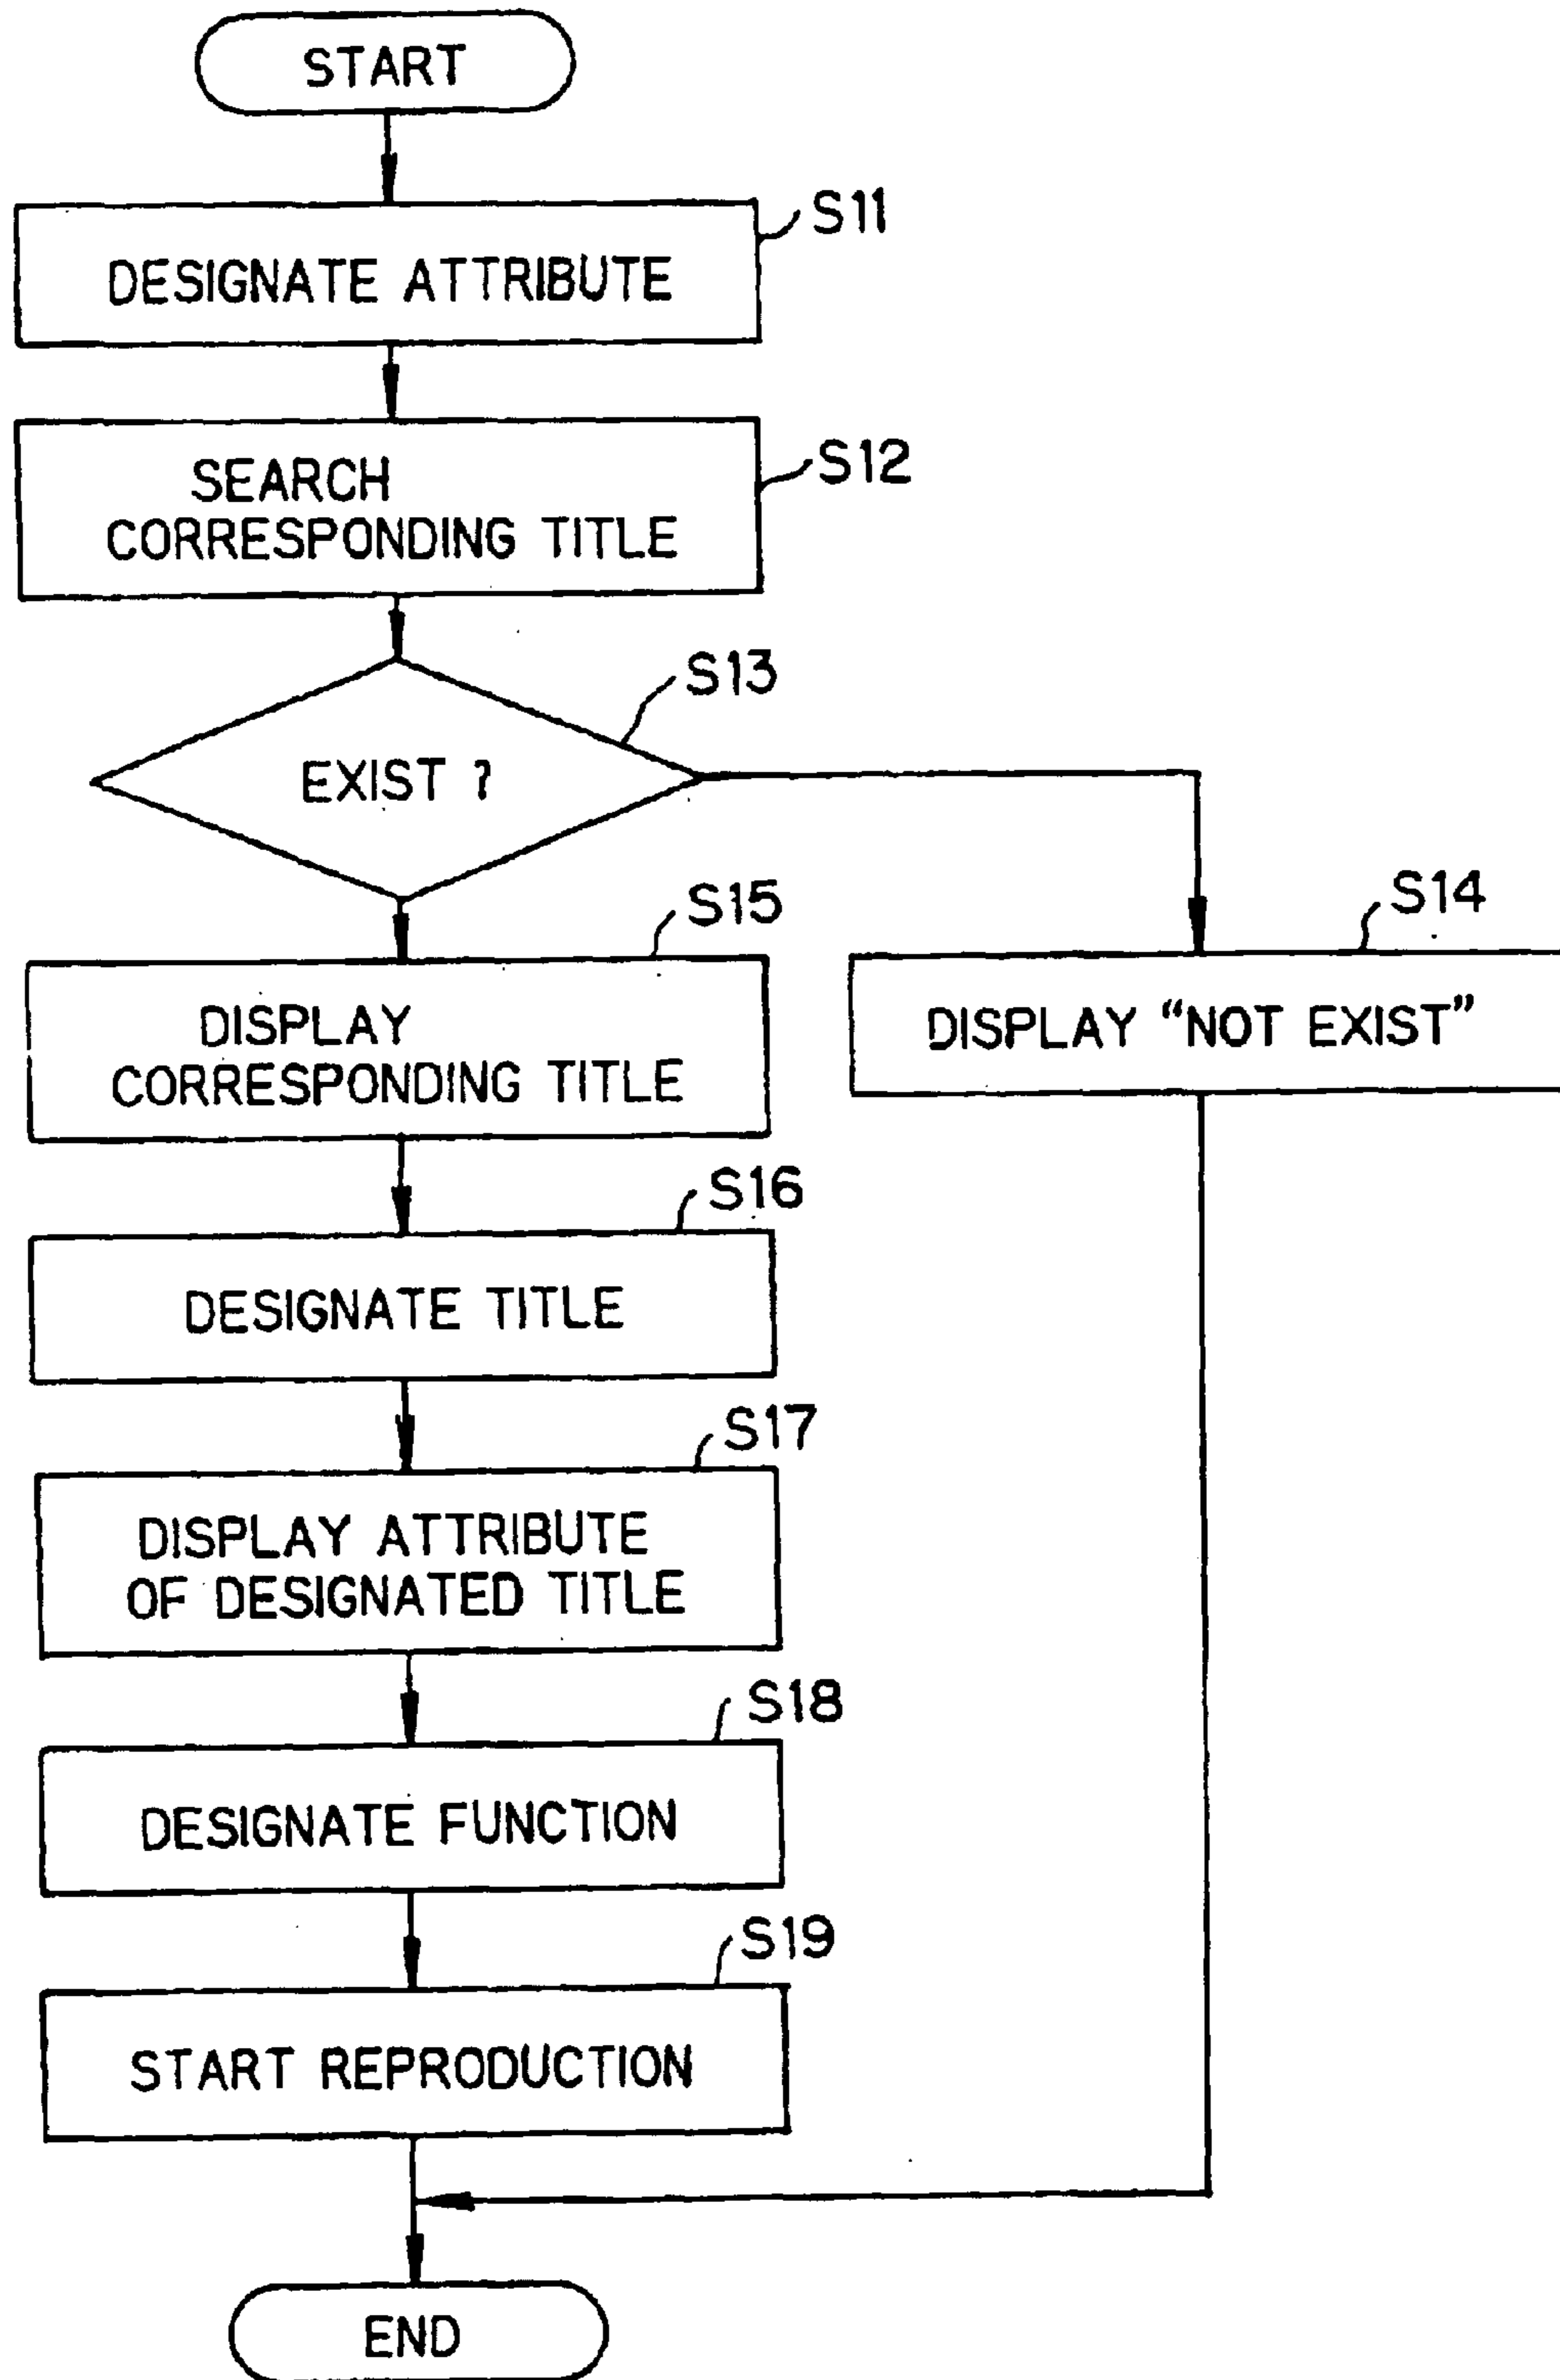 START
S11
DESIGNATE ATTRIBUTE
S12
SEARCH
CORRESPONDING TITLE
S13
EXIST ?
S15
DISPLAY
CORRESPONDING TITLE
S14
DISPLAY “NOT EXIST”
S16
DESIGNATE TITLE
S17
DISPLAY ATTRIBUTE
OF DESIGNATED TITLE
S18
DESIGNATE FUNCTION
S19
START REPRODUCTION
END